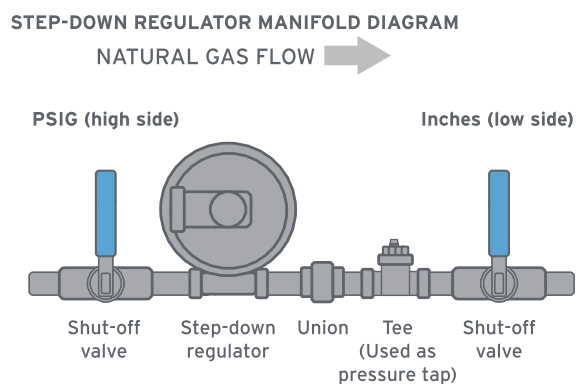 STEP-DOWN REGULATOR MANIFOLD DIAGRAM
NATURAL GAS FLOW
PSIG (high side)
Inches (low side)
Shut-off
valve
Step-down
regulator
Union
Tee
(Used as
pressure tap)
Shut-off
valve